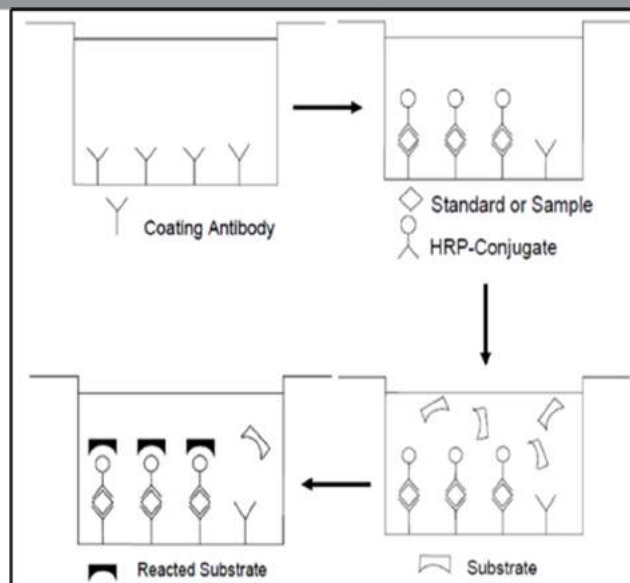 Coating Antibody
Standard or Sample
HRP-Conjugate
Substrate
Reacted Substrate